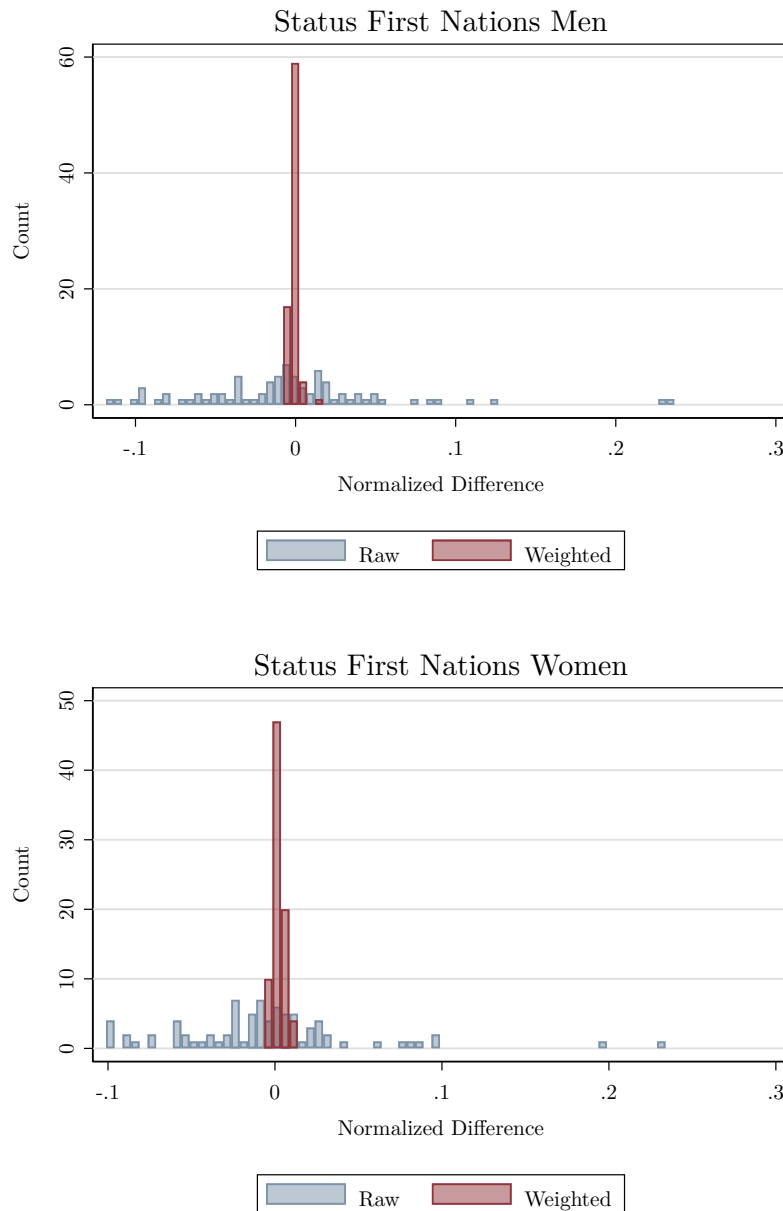 Status First Nations Men
60
40
20
0
Count
-.1 0 .1 .2 .3
Normalized Difference
Raw Weighted
Status First Nations Women
50
40
30
20
10
0
Count
-.1 0 .1 .2 .3
Normalized Difference
Raw Weighted